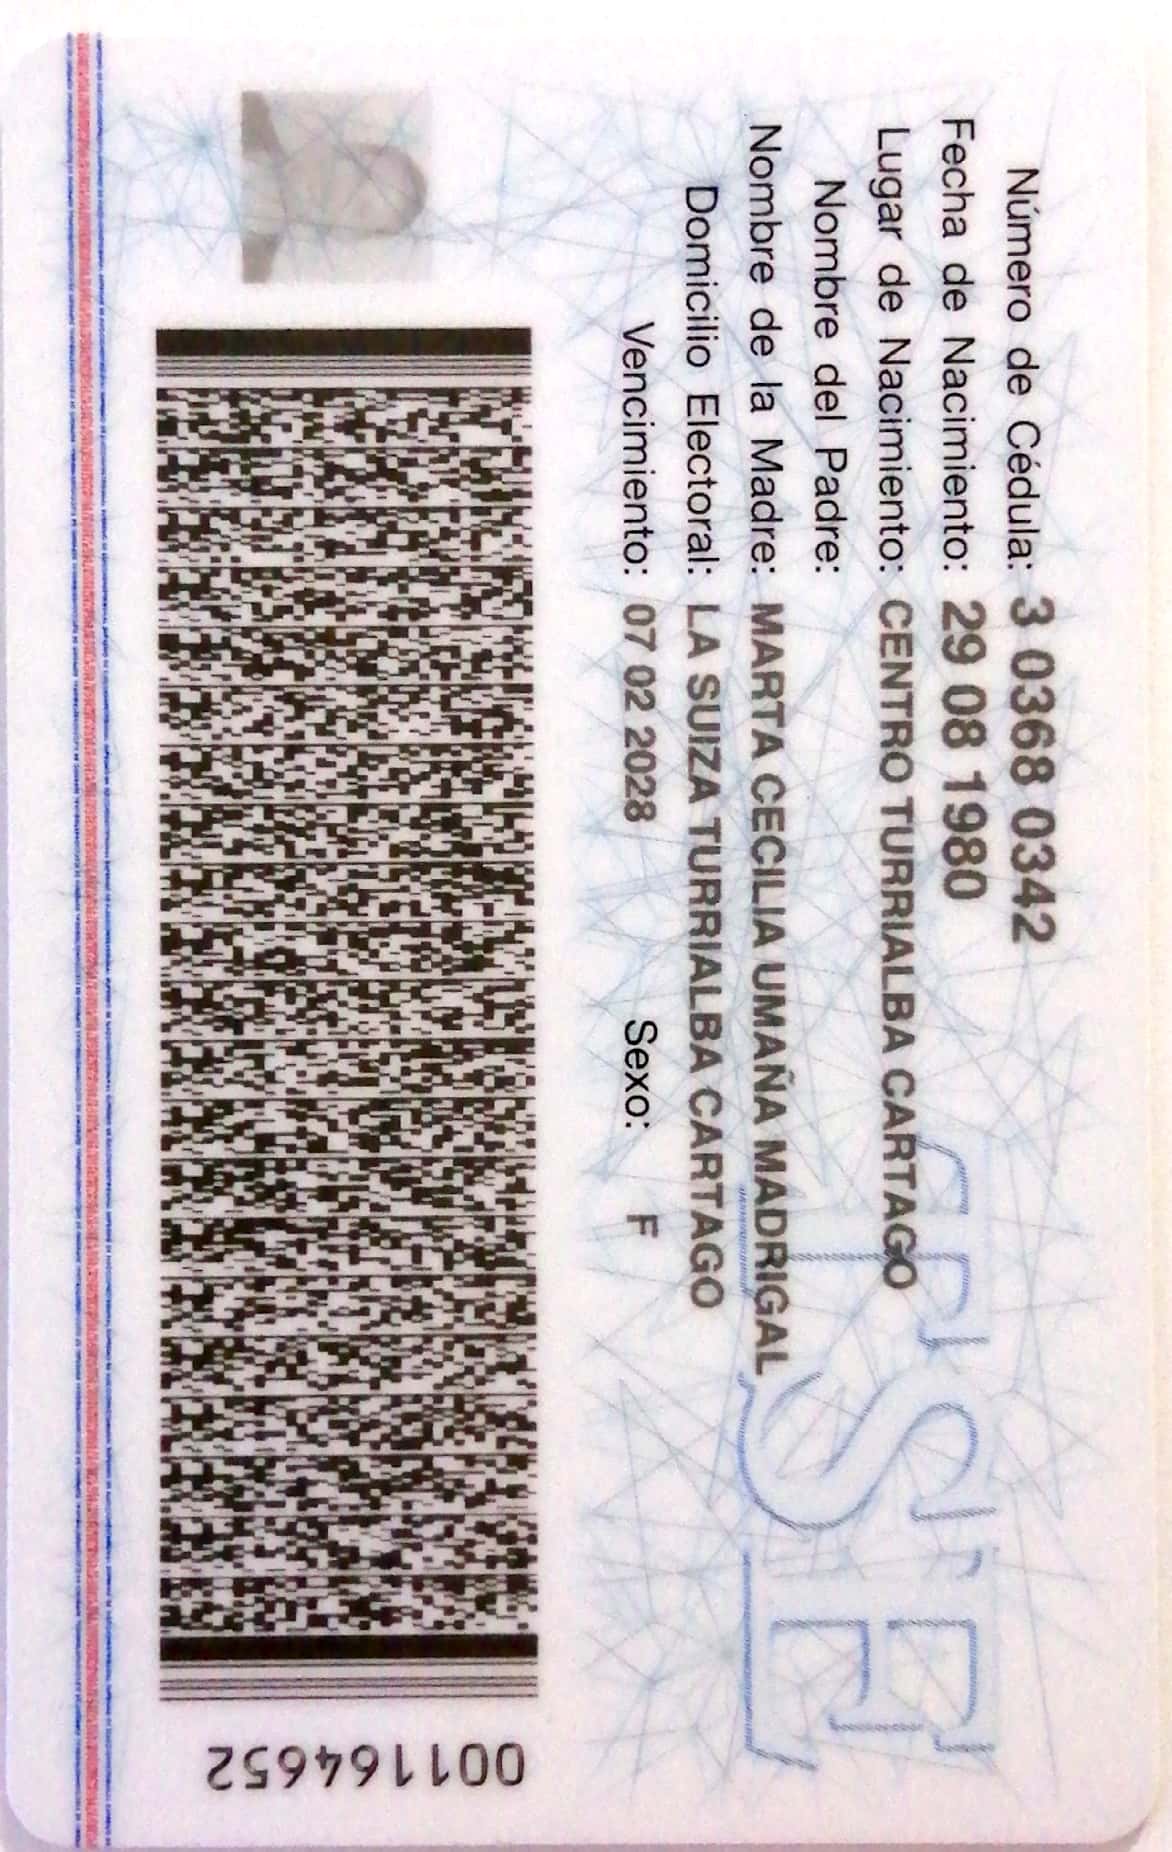 Número de Cédula: 3 0368 0342
Fecha de Nacimiento: 29 08 1980
Lugar de Nacimiento: CENTRO TURRIALBA CARTAGO
Nombre del Padre:
Nombre de la Madre: MARTA CECILIA UMAÑA MADRIGAL
Domicilio Electoral: LA SUIZA TURRIALBA CARTAGO
Vencimiento: 07 02 2028 Sexo: F
TSE
001164652